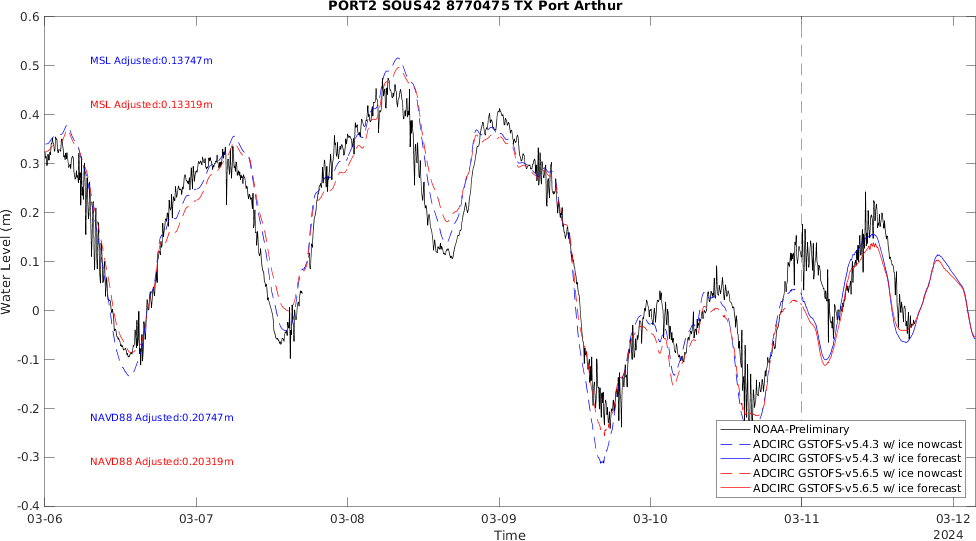 PORT2 SOUS42 8770475 TX Port Arthur
0.6
0.5
0.4
0.3
0.2
0.1
0
-0.1
-0.2
-0.3
-0.4
Water Level (m)
MSL Adjusted:0.13747m
MSL Adjusted:0.13319m
NAVD88 Adjusted:0.20747m
NAVD88 Adjusted:0.20319m
NOAA-Preliminary
ADCIRC GSTOFS-v5.4.3 w/ ice nowcast
ADCIRC GSTOFS-v5.4.3 w/ ice forecast
ADCIRC GSTOFS-v5.6.5 w/ ice nowcast
ADCIRC GSTOFS-v5.6.5 w/ ice forecast
03-06 03-07 03-08 03-09 03-10 03-11 03-12
Time 2024